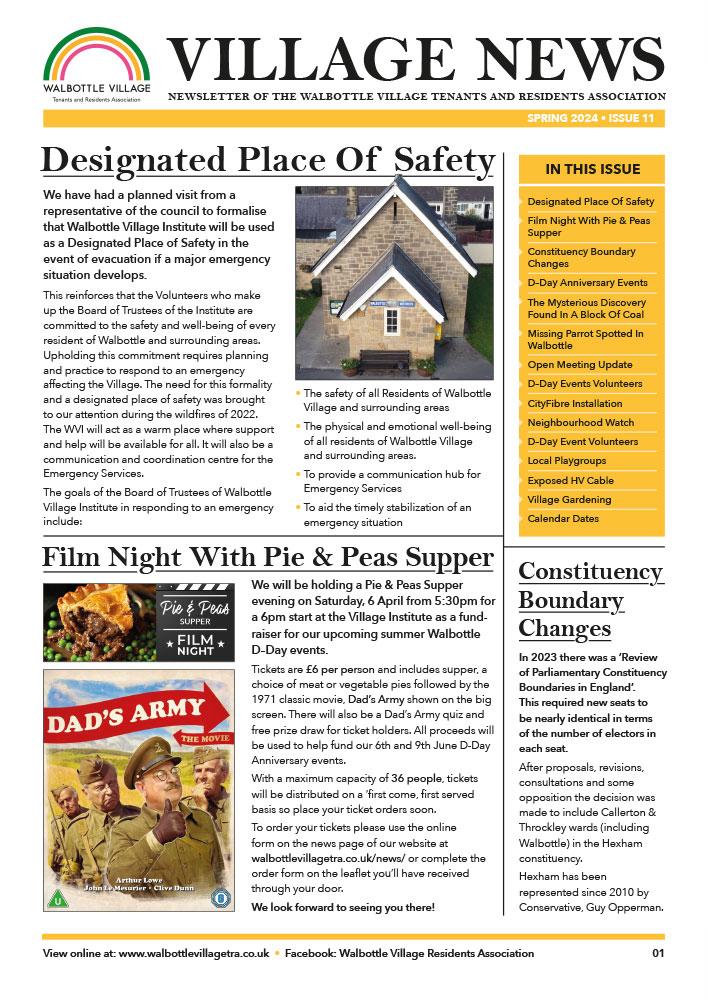 WALBOTTLE VILLAGE
Tenants and Residents Association
VILLAGE NEWS
NEWSLETTER OF THE WALBOTTLE VILLAGE TENANTS AND RESIDENTS ASSOCIATION
SPRING 2024 • ISSUE 11
Designated Place Of Safety
We have had a planned visit from a
representative of the council to formalise
that Walbottle Village Institute will be used
as a Designated Place of Safety in the
event of evacuation if a major emergency
situation develops.
This reinforces that the Volunteers who make
up the Board of Trustees of the Institute are
committed to the safety and well-being of every
resident of Walbottle and surrounding areas.
Upholding this commitment requires planning
and practice to respond to an emergency
affecting the Village. The need for this formality
and a designated place of safety was brought
to our attention during the wildfires of 2022.
The WVI will act as a warm place where support
and help will be available for all. It will also be a
communication and coordination centre for the
Emergency Services.
The goals of the Board of Trustees of Walbottle
Village Institute in responding to an emergency
include:
• The safety of all Residents of Walbottle
Village and surrounding areas
• The physical and emotional well-being
of all residents of Walbottle Village
and surrounding areas.
• To provide a communication hub for
Emergency Services
• To aid the timely stabilization of an
emergency situation
IN THIS ISSUE
Designated Place Of Safety
Film Night With Pie & Peas
Supper
Constituency Boundary
Changes
D-Day Anniversary Events
The Mysterious Discovery
Found In A Block Of Coal
Missing Parrot Spotted In
Walbottle
Open Meeting Update
D-Day Events Volunteers
CityFibre Installation
Neighbourhood Watch
D-Day Event Volunteers
Local Playgroups
Exposed HV Cable
Village Gardening
Calendar Dates
Film Night With Pie & Peas Supper
Pie & Peas
SUPPER
FILM
NIGHT
DAD'S ARMY
THE MOVIE
Arthur Lowe
John Le Mesurier • Clive Dunn
U
We will be holding a Pie & Peas Supper
evening on Saturday, 6 April from 5:30pm for
a 6pm start at the Village Institute as a fund-
raiser for our upcoming summer Walbottle
D-Day events.
Tickets are £6 per person and includes supper, a
choice of meat or vegetable pies followed by the
1971 classic movie, Dad's Army shown on the big
screen. There will also be a Dad's Army quiz and
free prize draw for ticket holders. All proceeds will
be used to help fund our 6th and 9th June D-Day
Anniversary events.
With a maximum capacity of 36 people, tickets
will be distributed on a 'first come, first served
basis so place your ticket orders soon.
To order your tickets please use the online
form on the news page of our website at
walbottlevillagetra.co.uk/news/ or complete the
order form on the leaflet you'll have received
through your door.
We look forward to seeing you there!
Constituency
Boundary
Changes
In 2023 there was a 'Review
of Parliamentary Constituency
Boundaries in England'.
This required new seats to
be nearly identical in terms
of the number of electors in
each seat.
After proposals, revisions,
consultations and some
opposition the decision was
made to include Callerton &
Throckley wards (including
Walbottle) in the Hexham
constituency.
Hexham has been
represented since 2010 by
Conservative, Guy Opperman.
View online at: www.walbottlevillagetra.co.uk • Facebook: Walbottle Village Residents Association
01